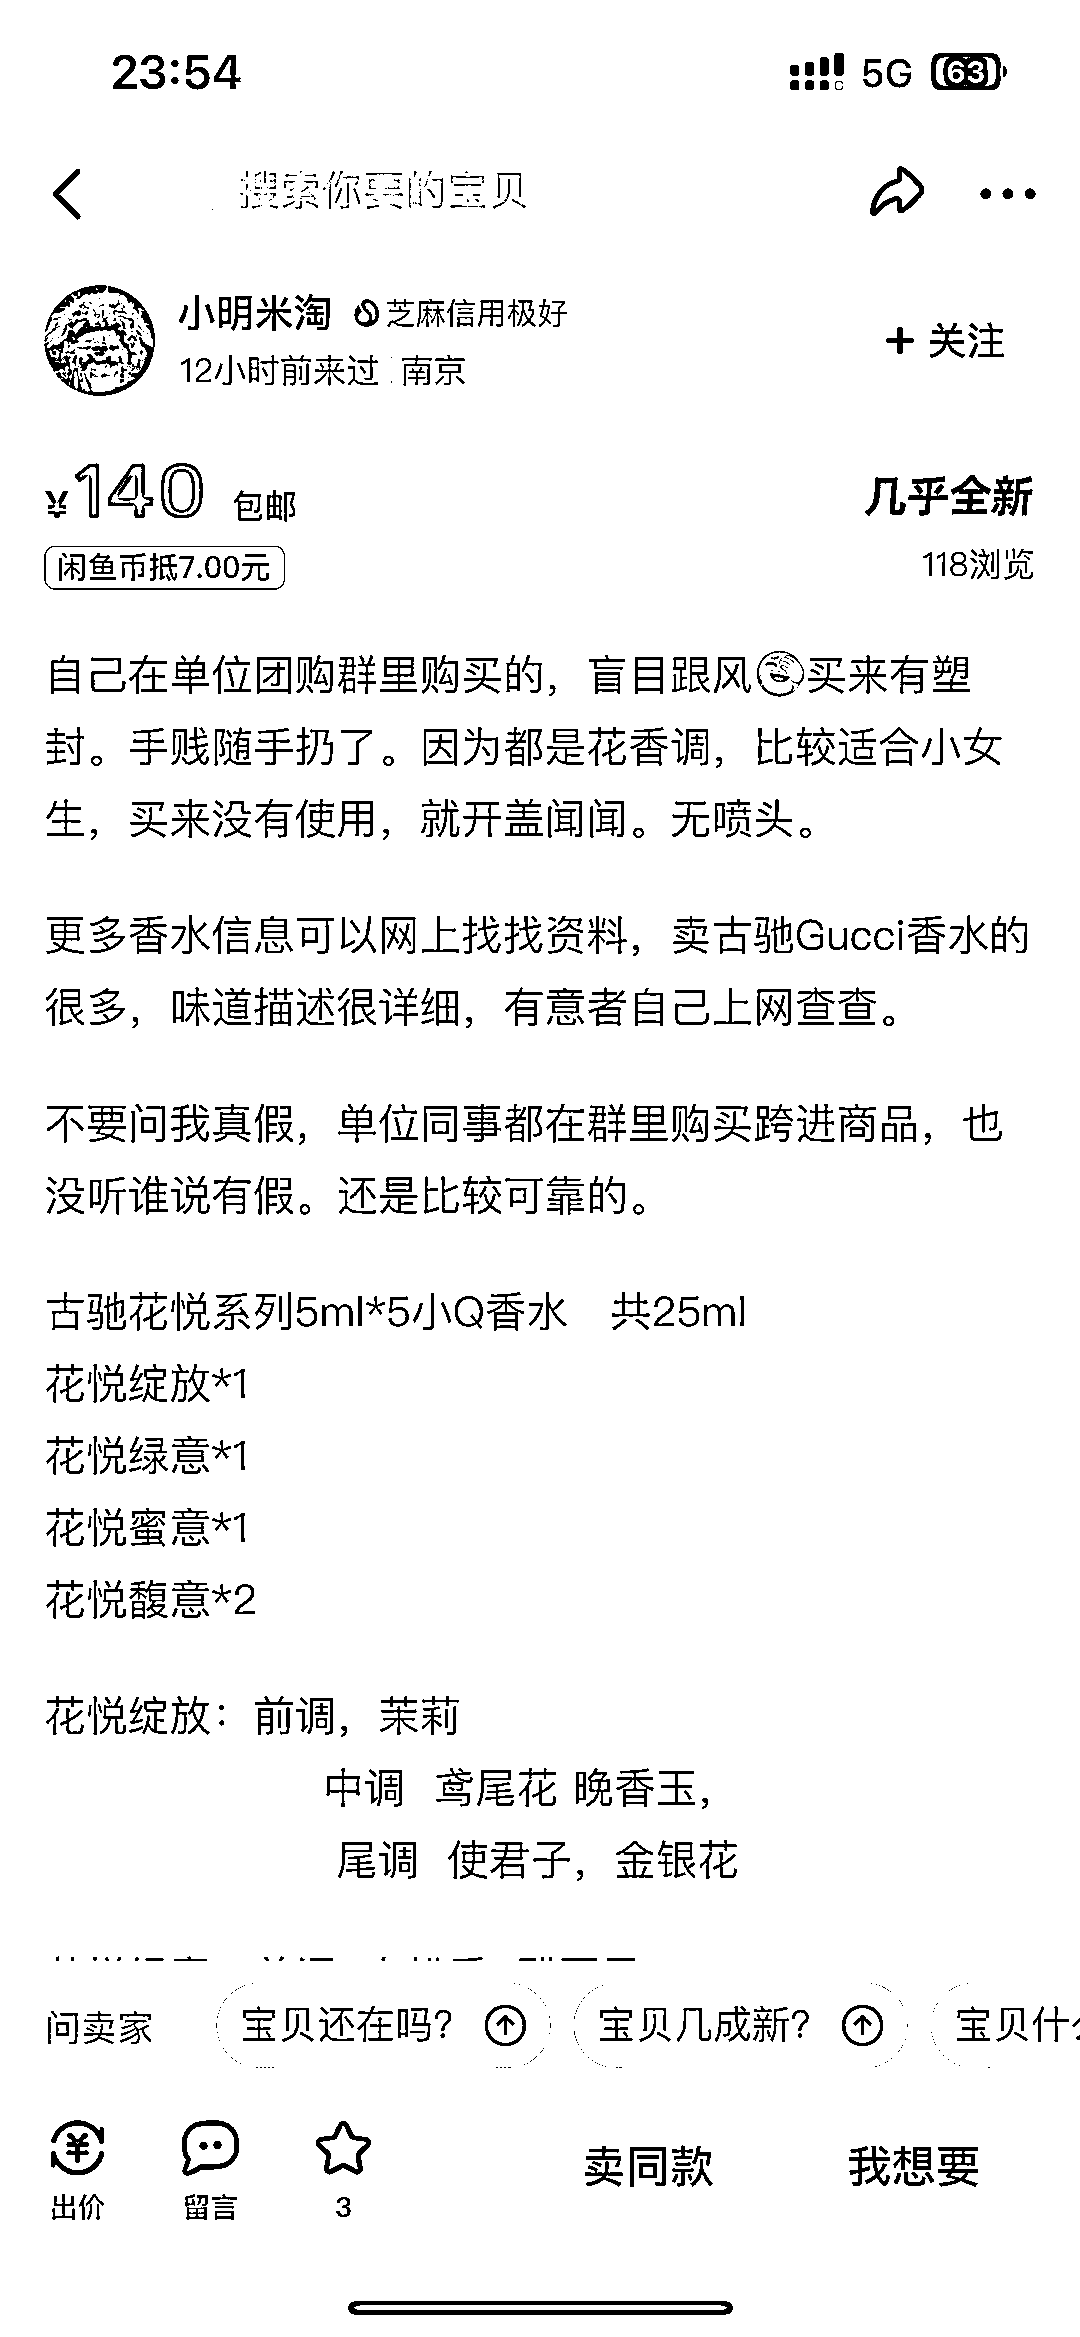 23:54
5G 63
搜索你要的宝贝
小明米淘 芝麻信用极好
+ 关注
12小时前来过 南京
¥140 包邮
几乎全新
闲鱼币抵7.00元
118浏览
自己在单位团购群里购买的，盲目跟风买来有塑
封。手贱随手扔了。因为都是花香调，比较适合小女
生，买来没有使用，就开盖闻闻。无喷头。
更多香水信息可以网上找找资料，卖古驰Gucci香水的
很多，味道描述很详细，有意者自己上网查查。
不要问我真假，单位同事都在群里购买跨进商品，也
没听谁说有假。还是比较可靠的。
古驰花悦系列5ml*5小Q香水 共25ml
花悦绽放*1
花悦绿意*1
花悦蜜意*1
花悦馥意*2
花悦绽放：前调，茉莉
中调 鸢尾花 晚香玉，
尾调 使君子，金银花
问卖家
宝贝还在吗？
宝贝几成新？
宝贝什
出价
留言
3
卖同款
我想要